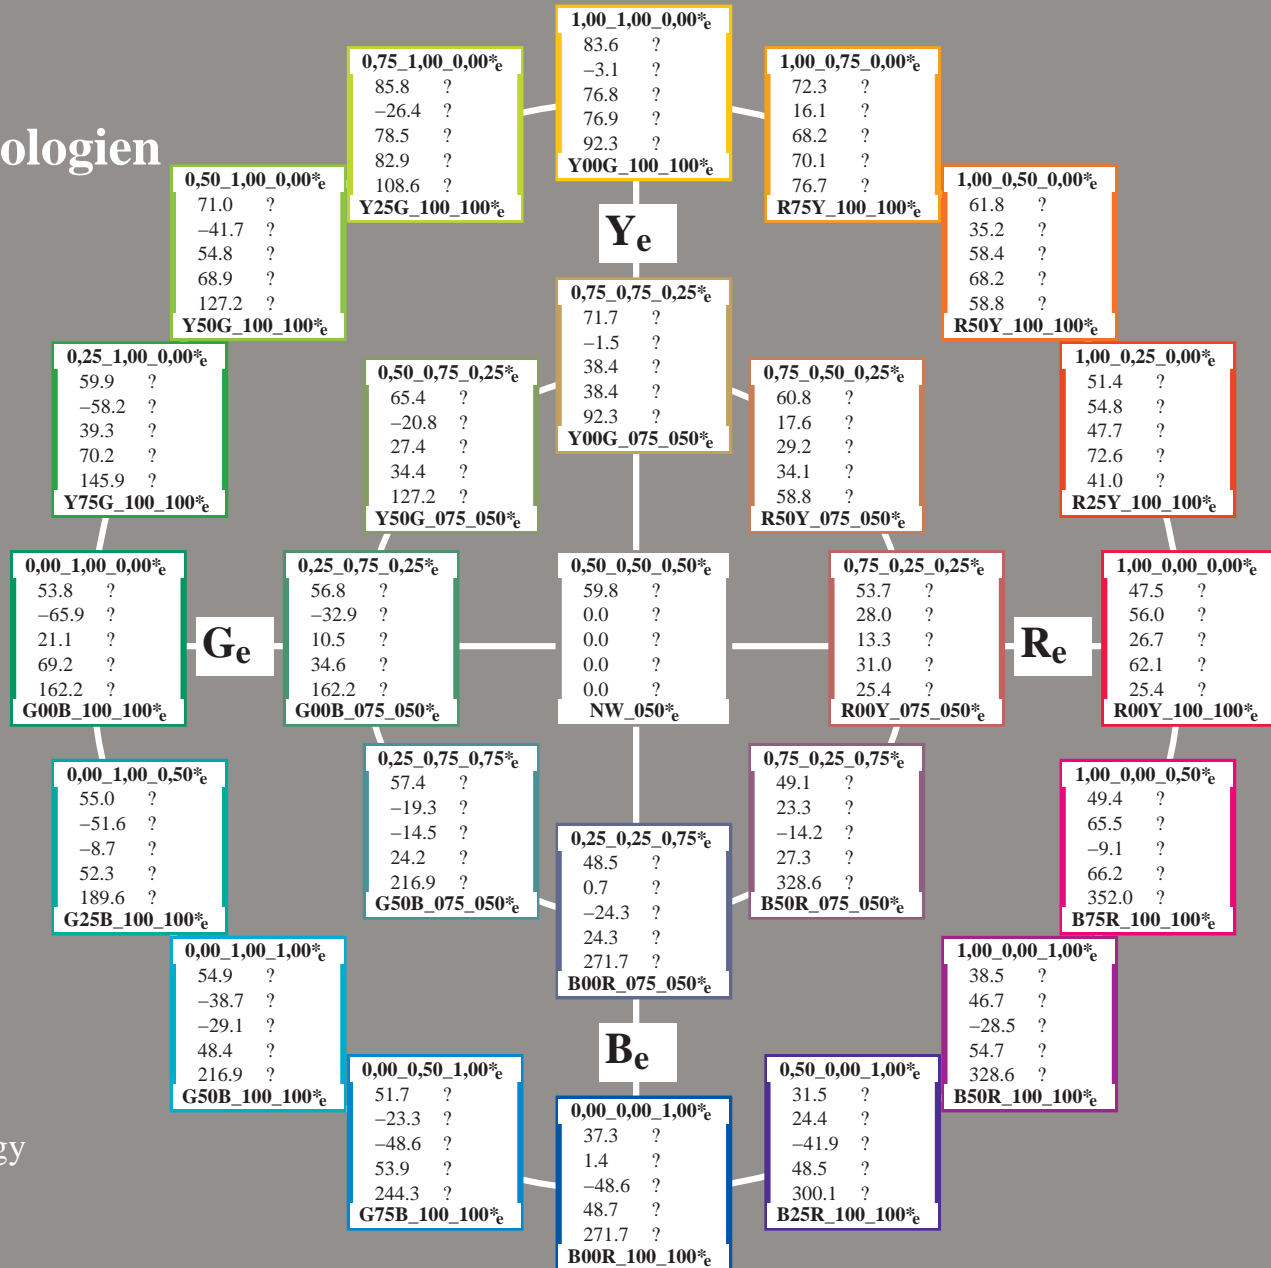 1,00_1,00_0,00*e
83.6 ?
−3.1 ?
76.8 ?
76.9 ?
92.3 ?
Y00G_100_100*e
0,75_1,00_0,00*e
85.8 ?
−26.4 ?
78.5 ?
82.9 ?
108.6 ?
Y25G_100_100*e
1,00_0,75_0,00*e
72.3 ?
16.1 ?
68.2 ?
70.1 ?
76.7 ?
R75Y_100_100*e
ologien
0,50_1,00_0,00*e
71.0 ?
−41.7 ?
54.8 ?
68.9 ?
127.2 ?
Y50G_100_100*e
1,00_0,50_0,00*e
61.8 ?
35.2 ?
58.4 ?
68.2 ?
58.8 ?
R50Y_100_100*e
Ye
0,75_0,75_0,25*e
71.7 ?
−1.5 ?
38.4 ?
38.4 ?
92.3 ?
Y00G_075_050*e
0,25_1,00_0,00*e
59.9 ?
−58.2 ?
39.3 ?
70.2 ?
145.9 ?
Y75G_100_100*e
0,50_0,75_0,25*e
65.4 ?
−20.8 ?
27.4 ?
34.4 ?
127.2 ?
Y50G_075_050*e
0,75_0,50_0,25*e
60.8 ?
17.6 ?
29.2 ?
34.1 ?
58.8 ?
R50Y_075_050*e
1,00_0,25_0,00*e
51.4 ?
54.8 ?
47.7 ?
72.6 ?
41.0 ?
R25Y_100_100*e
0,00_1,00_0,00*e
53.8 ?
−65.9 ?
21.1 ?
69.2 ?
162.2 ?
G00B_100_100*e
Ge
0,25_0,75_0,25*e
56.8 ?
−32.9 ?
10.5 ?
34.6 ?
162.2 ?
G00B_075_050*e
0,50_0,50_0,50*e
59.8 ?
0.0 ?
0.0 ?
0.0 ?
0.0 ?
NW_050*e
0,75_0,25_0,25*e
53.7 ?
28.0 ?
13.3 ?
31.0 ?
25.4 ?
R00Y_075_050*e
Re
1,00_0,00_0,00*e
47.5 ?
56.0 ?
26.7 ?
62.1 ?
25.4 ?
R00Y_100_100*e
0,00_1,00_0,50*e
55.0 ?
−51.6 ?
−8.7 ?
52.3 ?
189.6 ?
G25B_100_100*e
0,25_0,75_0,75*e
57.4 ?
−19.3 ?
−14.5 ?
24.2 ?
216.9 ?
G50B_075_050*e
0,25_0,25_0,75*e
48.5 ?
0.7 ?
−24.3 ?
24.3 ?
271.7 ?
B00R_075_050*e
0,75_0,25_0,75*e
49.1 ?
23.3 ?
−14.2 ?
27.3 ?
328.6 ?
B50R_075_050*e
1,00_0,00_0,50*e
49.4 ?
65.5 ?
−9.1 ?
66.2 ?
352.0 ?
B75R_100_100*e
0,00_1,00_1,00*e
54.9 ?
−38.7 ?
−29.1 ?
48.4 ?
216.9 ?
G50B_100_100*e
1,00_0,00_1,00*e
38.5 ?
46.7 ?
−28.5 ?
54.7 ?
328.6 ?
B50R_100_100*e
Be
0,00_0,50_1,00*e
51.7 ?
−23.3 ?
−48.6 ?
53.9 ?
244.3 ?
G75B_100_100*e
0,50_0,00_1,00*e
31.5 ?
24.4 ?
−41.9 ?
48.5 ?
300.1 ?
B25R_100_100*e
0,00_0,00_1,00*e
37.3 ?
1.4 ?
−48.6 ?
48.7 ?
271.7 ?
B00R_100_100*e
gy